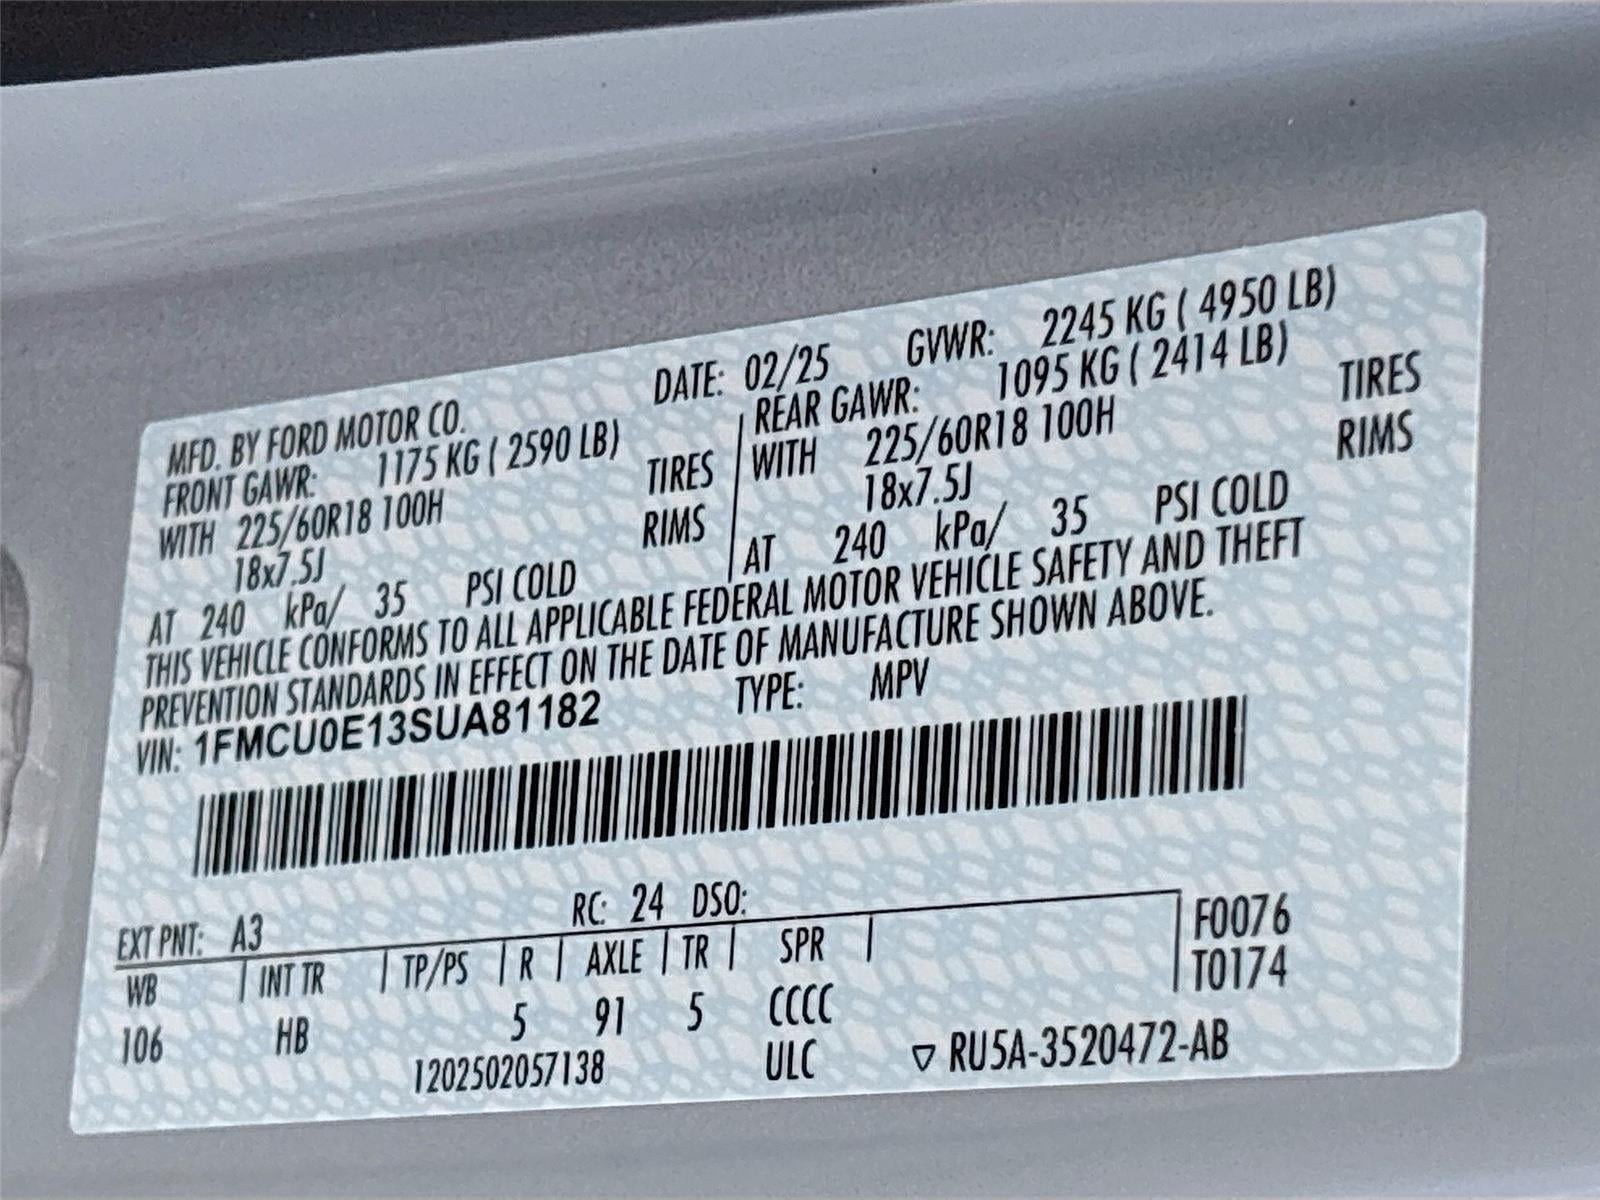 MFD. BY FORD MOTOR CO. DATE: 02/25 GVWR: 2245 KG ( 4950 LB)
FRONT GAWR: 1175 KG ( 2590 LB) REAR GAWR: 1095 KG ( 2414 LB)
WITH 225/60R18 100H TIRES WITH 225/60R18 100H TIRES
18x7.5J RIMS 18x7.5J RIMS
AT 240 kPa/ 35 PSI COLD AT 240 kPa/ 35 PSI COLD
THIS VEHICLE CONFORMS TO ALL APPLICABLE FEDERAL MOTOR VEHICLE SAFETY AND THEFT
PREVENTION STANDARDS IN EFFECT ON THE DATE OF MANUFACTURE SHOWN ABOVE.
VIN: 1FMCU0E13SUA81182 TYPE: MPV
EXT PNT: A3 RC: 24 DSO:
WB INT TR TP/PS R AXLE TR SPR F0076
T0174
106 HB 5 91 5 CCCC
1202502057138 ULC ▽ RU5A-3520472-AB